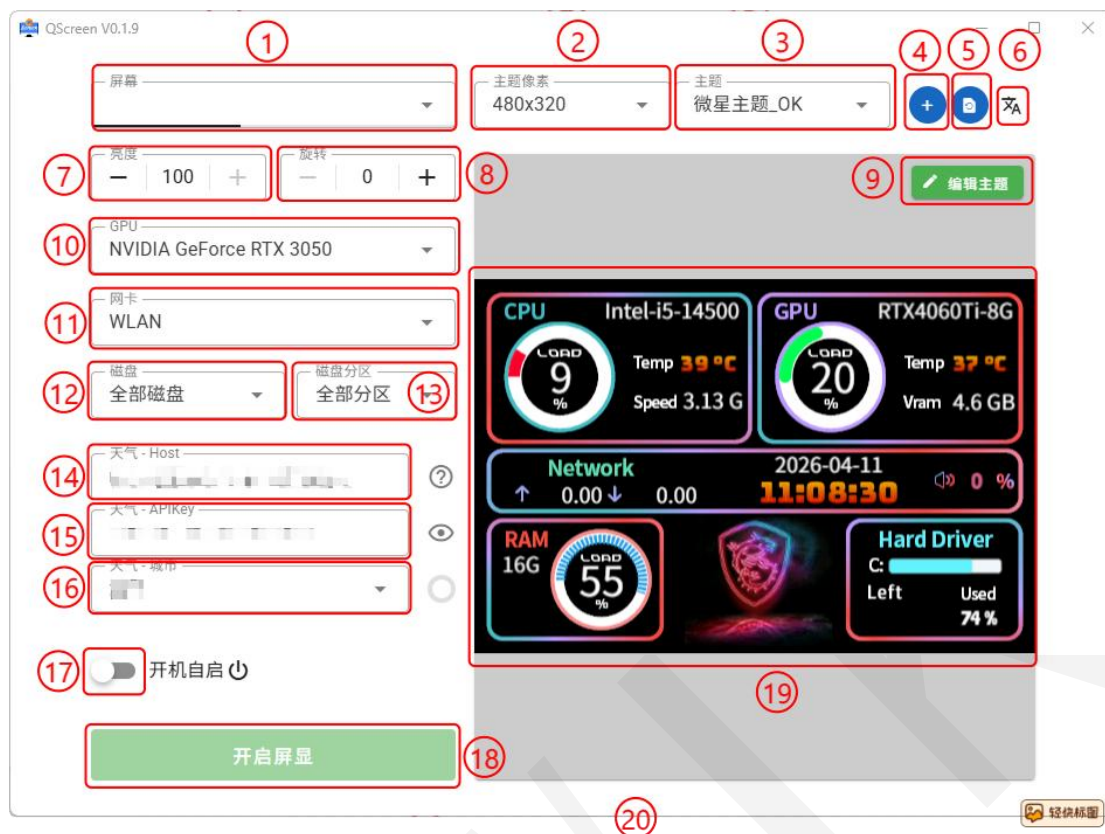 QScreen V0.1.9
① ② ③ ④ ⑤ ⑥
屏幕
主题像素
480x320
主题
微星主题_OK
⑦
亮度
100
旋转
0
⑧
⑨
编辑主题
⑩
GPU
NVIDIA GeForce RTX 3050
⑪
网卡
WLAN
⑫
磁盘
全部磁盘
磁盘分区
全部分区
⑬
⑭
天气 - Host
⑮
天气 - APIKey
⑯
天气 - 城市
⑰
开机自启
开启屏显
⑱
CPU Intel-i5-14500
LOAD
9
%
Temp 39 °C
Speed 3.13 G
GPU RTX4060Ti-8G
LOAD
20
%
Temp 37 °C
Vram 4.6 GB
Network
↑ 0.00 ↓ 0.00
2026-04-11
11:08:30
0 %
RAM
16G
LOAD
55
%
Hard Driver
C:
Left Used
74 %
⑲
⑳
轻快标图